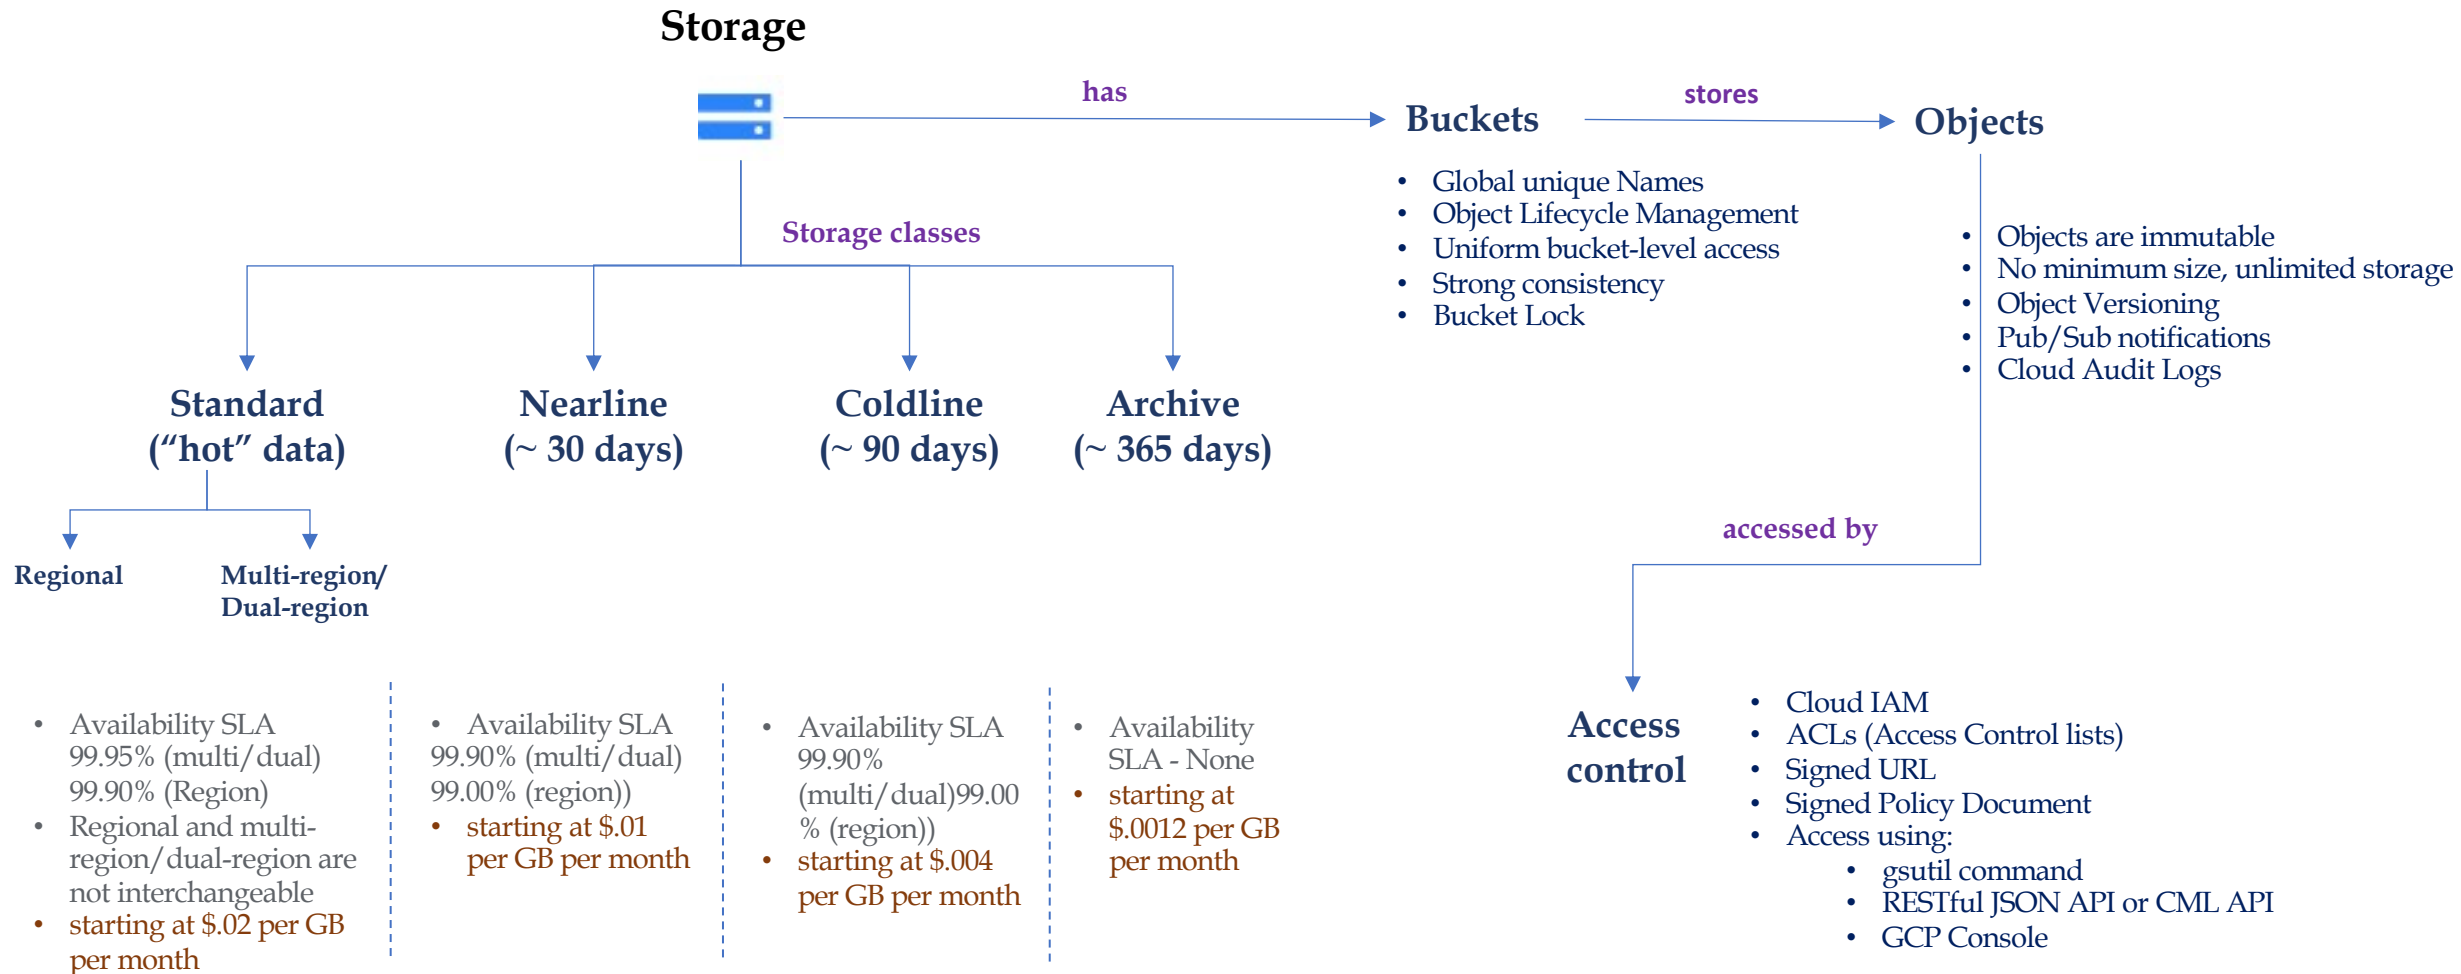 Storage
has
Buckets
stores
Objects
• Global unique Names
• Object Lifecycle Management
• Uniform bucket-level access
• Strong consistency
• Bucket Lock
• Objects are immutable
• No minimum size, unlimited storage
• Object Versioning
• Pub/Sub notifications
• Cloud Audit Logs
Storage classes
Standard
(“hot” data)
Nearline
(~ 30 days)
Coldline
(~ 90 days)
Archive
(~ 365 days)
Regional
Multi-region/
Dual-region
accessed by
• Availability SLA
99.95% (multi/dual)
99.90% (Region)
• Regional and multi-
region/dual-region are
not interchangeable
• starting at $.02 per GB
per month
• Availability SLA
99.90% (multi/dual)
99.00% (region))
• starting at $.01
per GB per month
• Availability SLA
99.90%
(multi/dual)99.00
% (region))
• starting at $.004
per GB per month
• Availability
SLA - None
• starting at
$.0012 per GB
per month
Access
control
• Cloud IAM
• ACLs (Access Control lists)
• Signed URL
• Signed Policy Document
• Access using:
• gsutil command
• RESTful JSON API or CML API
• GCP Console